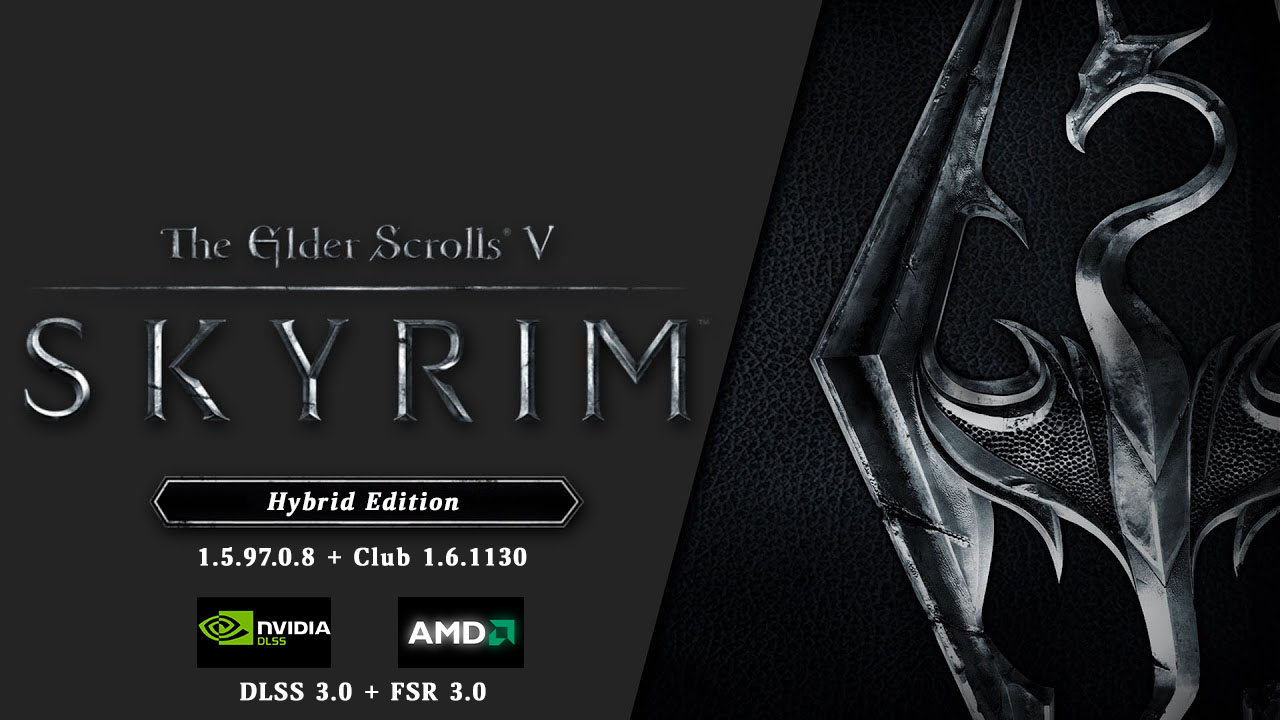 The Elder Scrolls® V
SKYRIM™
Hybrid Edition
1.5.97.0.8 + Club 1.6.1130
NVIDIA
DLSS
AMD
DLSS 3.0 + FSR 3.0